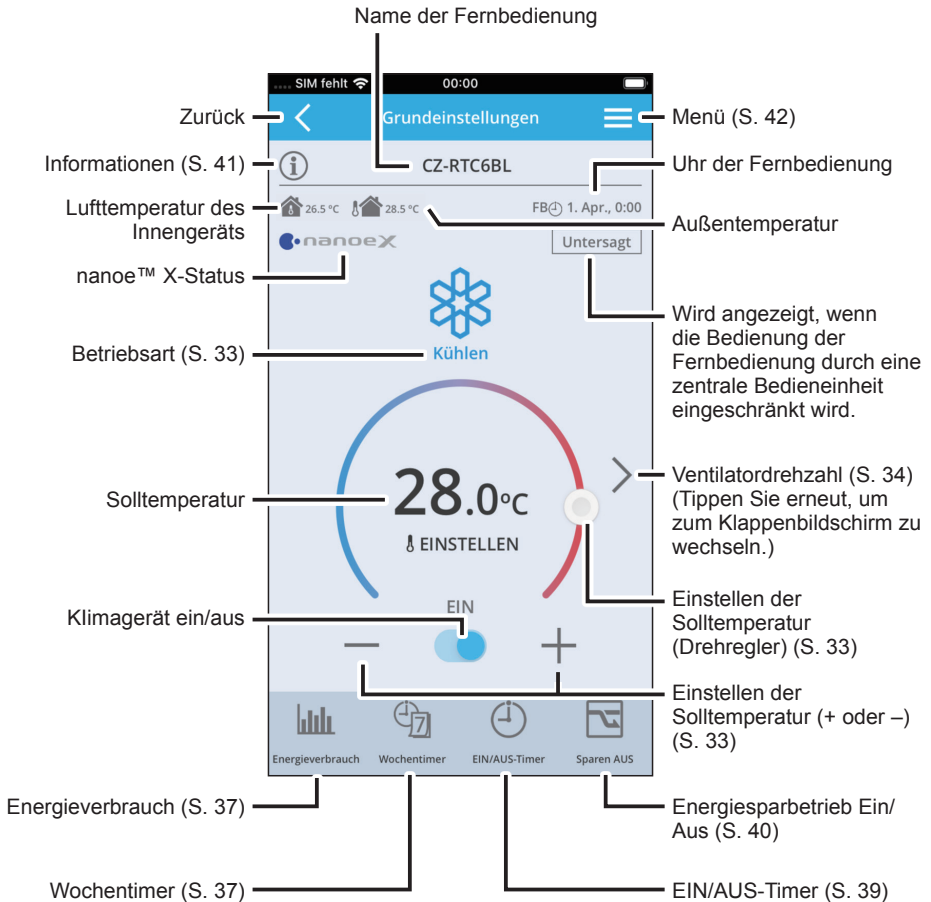 Name der Fernbedienung
SIM fehlt
00:00
Zurück
Grundeinstellungen
Menü (S. 42)
Informationen (S. 41)
CZ-RTC6BL
Uhr der Fernbedienung
Lufttemperatur des
Innengeräts
26.5 °C
28.5 °C
FB 1. Apr., 0:00
Außentemperatur
nanoeX
Untersagt
nanoe™ X-Status
Wird angezeigt, wenn
die Bedienung der
Fernbedienung durch eine
zentrale Bedieneinheit
eingeschränkt wird.
Betriebsart (S. 33)
Kühlen
Solltemperatur
28.0°C
EINSTELLEN
Ventilatordrehzahl (S. 34)
(Tippen Sie erneut, um
zum Klappenbildschirm zu
wechseln.)
Klimagerät ein/aus
EIN
Einstellen der
Solltemperatur
(Drehregler) (S. 33)
Einstellen der
Solltemperatur (+ oder –)
(S. 33)
7
Energieverbrauch
Wochentimer
EIN/AUS-Timer
Sparen AUS
Energieverbrauch (S. 37)
Energiesparbetrieb Ein/
Aus (S. 40)
Wochentimer (S. 37)
EIN/AUS-Timer (S. 39)